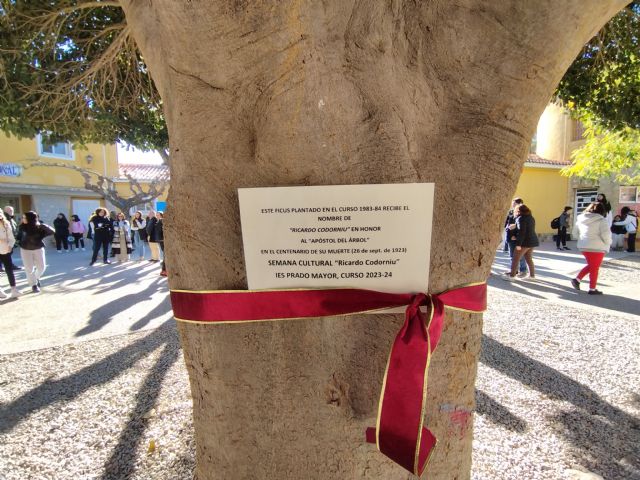 ESTE FICUS PLANTADO EN EL CURSO 1983-84 RECIBE EL
NOMBRE DE
"RICARDO CODORNIU" EN HONOR
AL "APÓSTOL DEL ÁRBOL"
EN EL CENTENARIO DE SU MUERTE (26 de sept. de 1923)
SEMANA CULTURAL "Ricardo Codorniu"
IES PRADO MAYOR, CURSO 2023-24